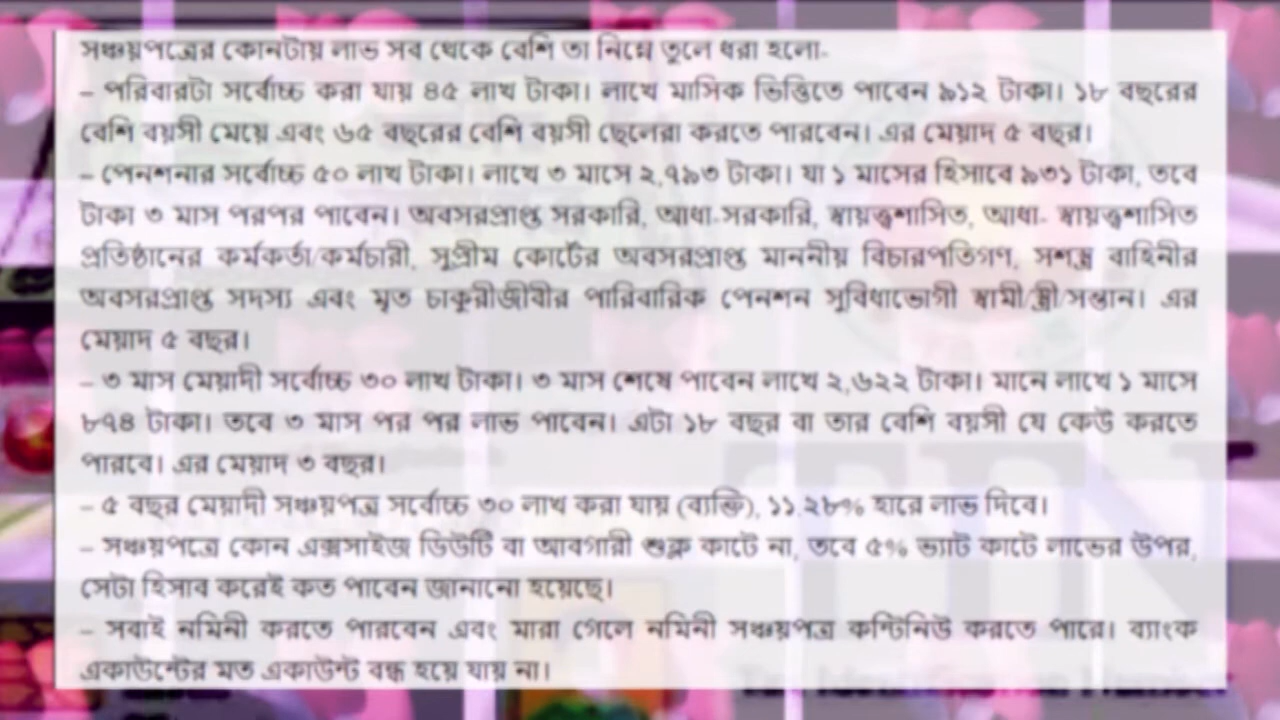 সঞ্চয়পত্রের কোনটায় লাভ সব থেকে বেশি তা নিম্নে তুলে ধরা হলো-
– পরিবারটা সর্বোচ্চ করা যায় ৪৫ লাখ টাকা। লাখে মাসিক ভিত্তিতে পাবেন ৯১২ টাকা। ১৮ বছরের
বেশি বয়সী মেয়ে এবং ৬৫ বছরের বেশি বয়সী ছেলেরা করতে পারবেন। এর মেয়াদ ৫ বছর।
– পেনশনার সর্বোচ্চ ৫০ লাখ টাকা। লাখে ৩ মাসে ২,৭৯৩ টাকা। যা ১ মাসের হিসাবে ৯৩১ টাকা, তবে
টাকা ৩ মাস পরপর পাবেন। অবসরপ্রাপ্ত সরকারি, আধা-সরকারি, স্বায়ত্ত্বশাসিত, আধা- স্বায়ত্ত্বশাসিত
প্রতিষ্ঠানের কর্মকর্তা/কর্মচারী, সুপ্রীম কোর্টের অবসরপ্রাপ্ত মাননীয় বিচারপতিগণ, সশস্ত্র বাহিনীর
অবসরপ্রাপ্ত সদস্য এবং মৃত চাকুরীজীবীর পারিবারিক পেনশন সুবিধাভোগী স্বামী/স্ত্রী/সন্তান। এর
মেয়াদ ৫ বছর।
– ৩ মাস মেয়াদী সর্বোচ্চ ৩০ লাখ টাকা। ৩ মাস শেষে পাবেন লাখে ২,৬২২ টাকা। মানে লাখে ১ মাসে
৮৭৪ টাকা। তবে ৩ মাস পর পর লাভ পাবেন। এটা ১৮ বছর বা তার বেশি বয়সী যে কেউ করতে
পারবে। এর মেয়াদ ৩ বছর।
– ৫ বছর মেয়াদী সঞ্চয়পত্র সর্বোচ্চ ৩০ লাখ করা যায় (ব্যক্তি), ১১.২৮% হারে লাভ দিবে।
– সঞ্চয়পত্রে কোন এক্সসাইজ ডিউটি বা আবগারী শুল্ক কাটে না, তবে ৫% ভ্যাট কাটে লাভের উপর,
সেটা হিসাব করেই কত পাবেন জানানো হয়েছে।
– সবাই নমিনী করতে পারবেন এবং মারা গেলে নমিনী সঞ্চয়পত্র কন্টিনিউ করতে পারে। ব্যাংক
একাউন্টের মত একাউন্ট বন্ধ হয়ে যায় না।